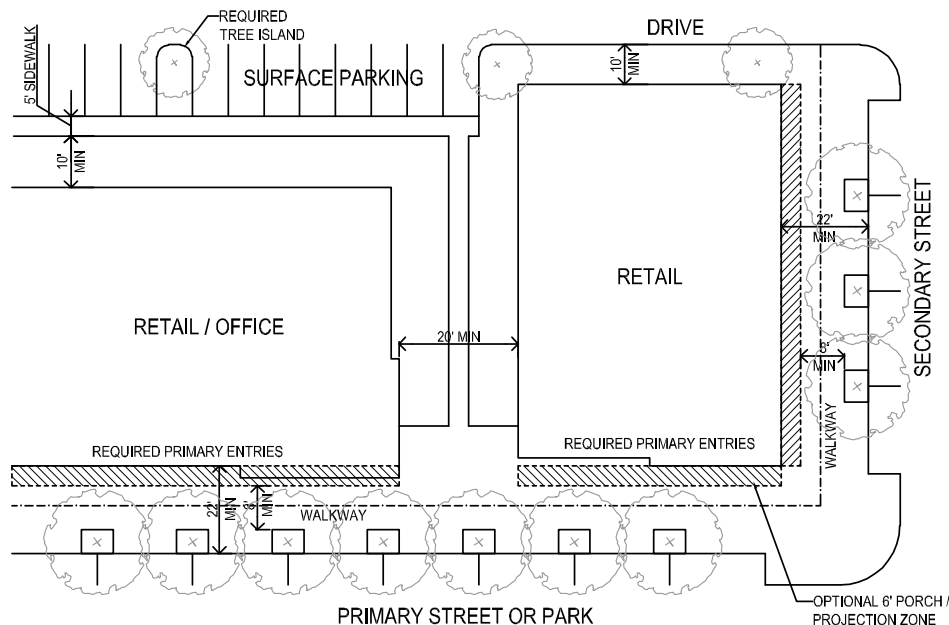 REQUIRED
TREE ISLAND
DRIVE
5' SIDEWALK
SURFACE PARKING
10'
10'
MIN
SECONDARY STREET
22'
MIN
RETAIL
RETAIL / OFFICE
20' MIN
8'
MIN
WALKWAY
REQUIRED PRIMARY ENTRIES
REQUIRED PRIMARY ENTRIES
22'
MIN
8'
MIN
WALKWAY
OPTIONAL 6' PORCH /
PROJECTION ZONE
PRIMARY STREET OR PARK